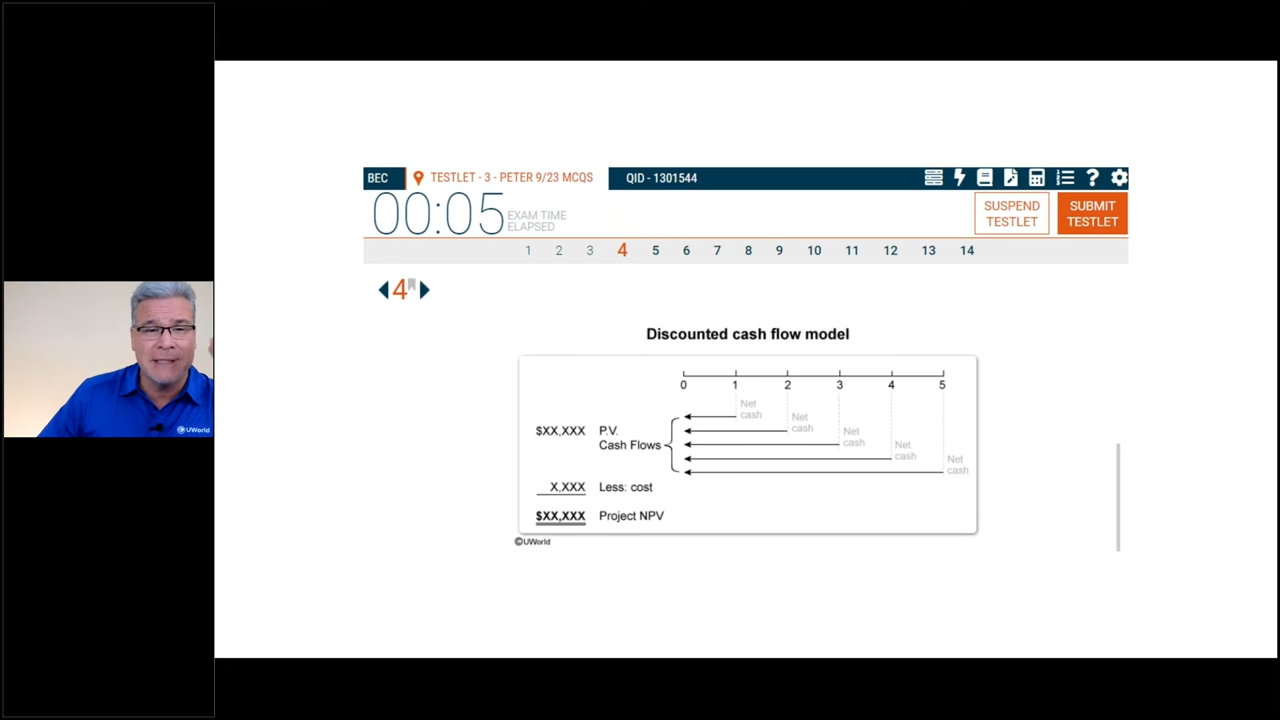 BEC
TESTLET - 3 - PETER 9/23 MCQS
QID - 1301544
00:05
EXAM TIME
ELAPSED
SUSPEND
TESTLET
SUBMIT
TESTLET
1 2 3 4 5 6 7 8 9 10 11 12 13 14
4
Discounted cash flow model
0 1 2 3 4 5
Net
cash
Net
cash
Net
cash
Net
cash
Net
cash
$XX,XXX P.V.
Cash Flows
X,XXX Less: cost
$XX,XXX Project NPV
©UWorld
UWorld